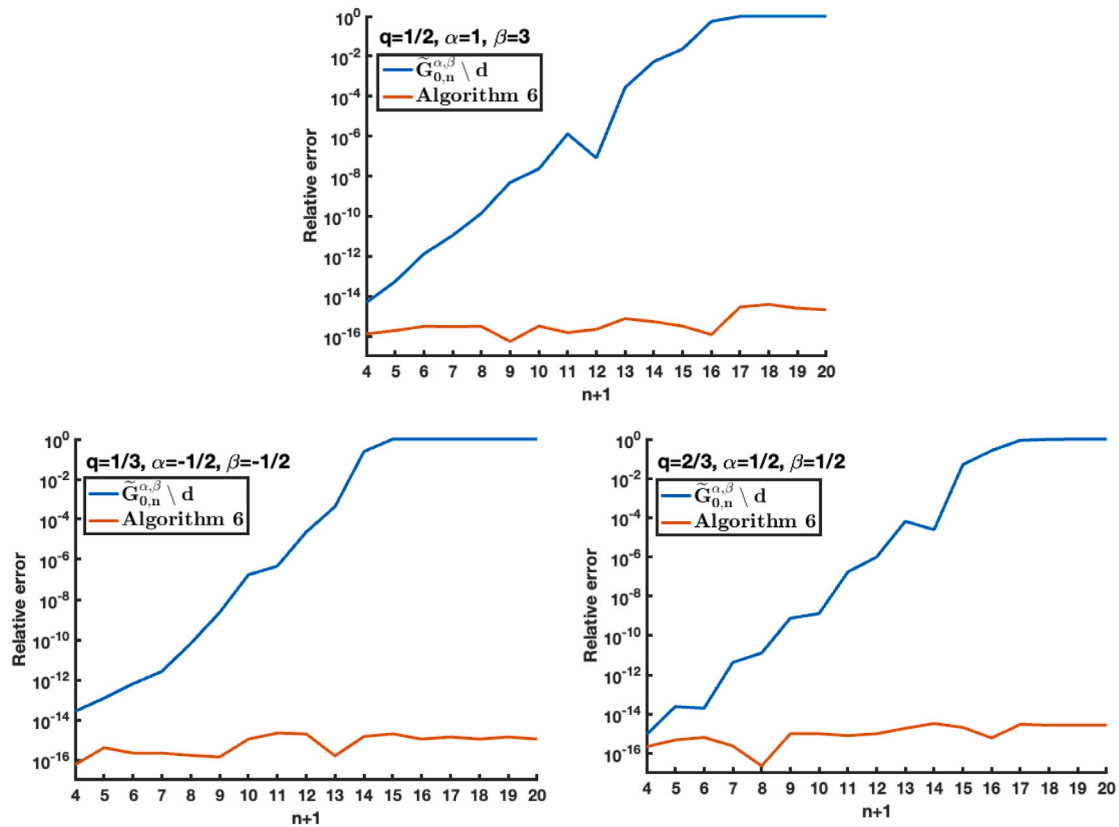 q=1/2, α=1, β=3
G̃₀,ₙ^α,β \ d
Algorithm 6
Relative error
10⁰
10⁻²
10⁻⁴
10⁻⁶
10⁻⁸
10⁻¹⁰
10⁻¹²
10⁻¹⁴
10⁻¹⁶
4 5 6 7 8 9 10 11 12 13 14 15 16 17 18 19 20
n+1
q=1/3, α=-1/2, β=-1/2
G̃₀,ₙ^α,β \ d
Algorithm 6
Relative error
10⁰
10⁻²
10⁻⁴
10⁻⁶
10⁻⁸
10⁻¹⁰
10⁻¹²
10⁻¹⁴
10⁻¹⁶
4 5 6 7 8 9 10 11 12 13 14 15 16 17 18 19 20
n+1
q=2/3, α=1/2, β=1/2
G̃₀,ₙ^α,β \ d
Algorithm 6
Relative error
10⁰
10⁻²
10⁻⁴
10⁻⁶
10⁻⁸
10⁻¹⁰
10⁻¹²
10⁻¹⁴
10⁻¹⁶
4 5 6 7 8 9 10 11 12 13 14 15 16 17 18 19 20
n+1